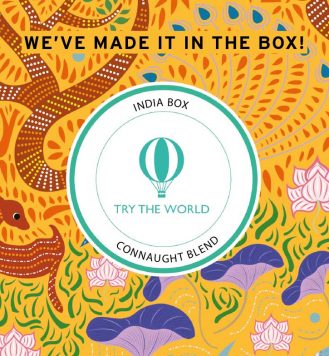 WE'VE MADE IT IN THE BOX!
INDIA BOX
TRY THE WORLD
CONNAUGHT BLEND